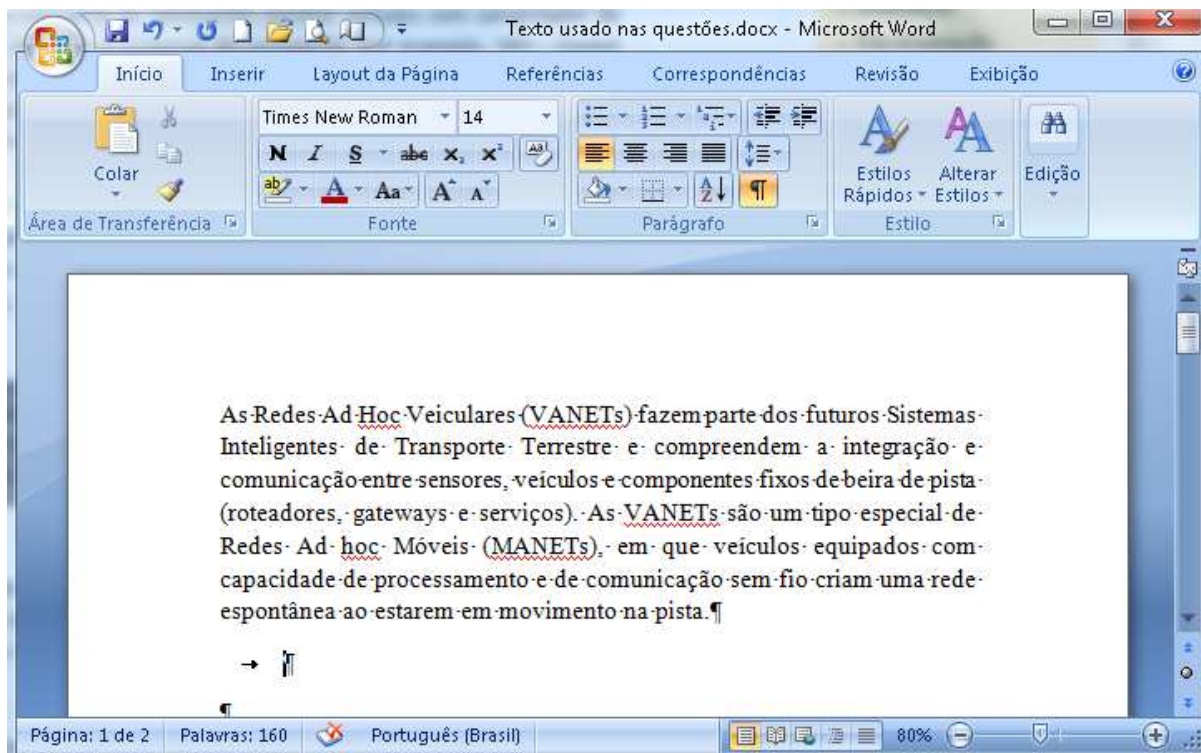 Texto usado nas questões.docx - Microsoft Word
Início Inserir Layout da Página Referências Correspondências Revisão Exibição
Times New Roman 14
N I S abc x₂ x²
Colar
ab A Aa A A
Estilos Rápidos
Alterar Estilos
Edição
Área de Transferência Fonte Parágrafo Estilo
As Redes Ad Hoc Veiculares (VANETs) fazem parte dos futuros Sistemas
Inteligentes de Transporte Terrestre e compreendem a integração e
comunicação entre sensores, veículos e componentes fixos de beira de pista
(roteadores, gateways e serviços). As VANETs são um tipo especial de
Redes Ad hoc Móveis (MANETs), em que veículos equipados com
capacidade de processamento e de comunicação sem fio criam uma rede
espontânea ao estarem em movimento na pista.¶
→ ¶
¶
Página: 1 de 2 Palavras: 160 Português (Brasil) 80%